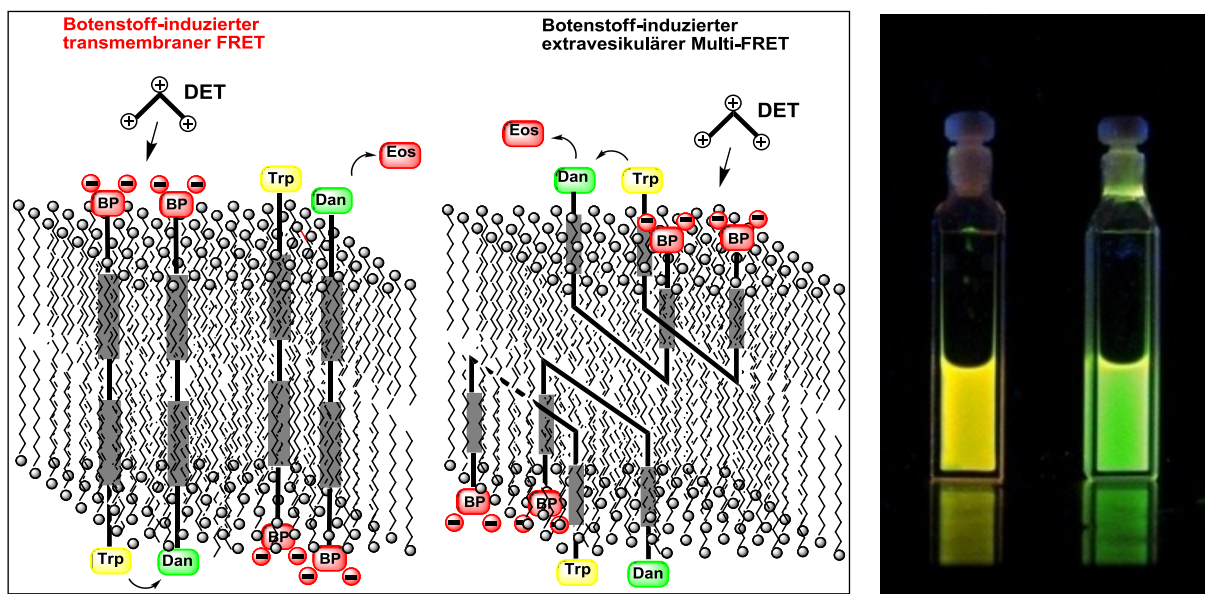 Botenstoff-induzierter
transmembraner FRET
Botenstoff-induzierter
extravesikulärer Multi-FRET
DET
DET
Eos
Eos
Trp
Dan
Dan
Trp
BP
BP
BP
BP
BP
BP
BP
BP
Trp
Dan
Trp
Dan